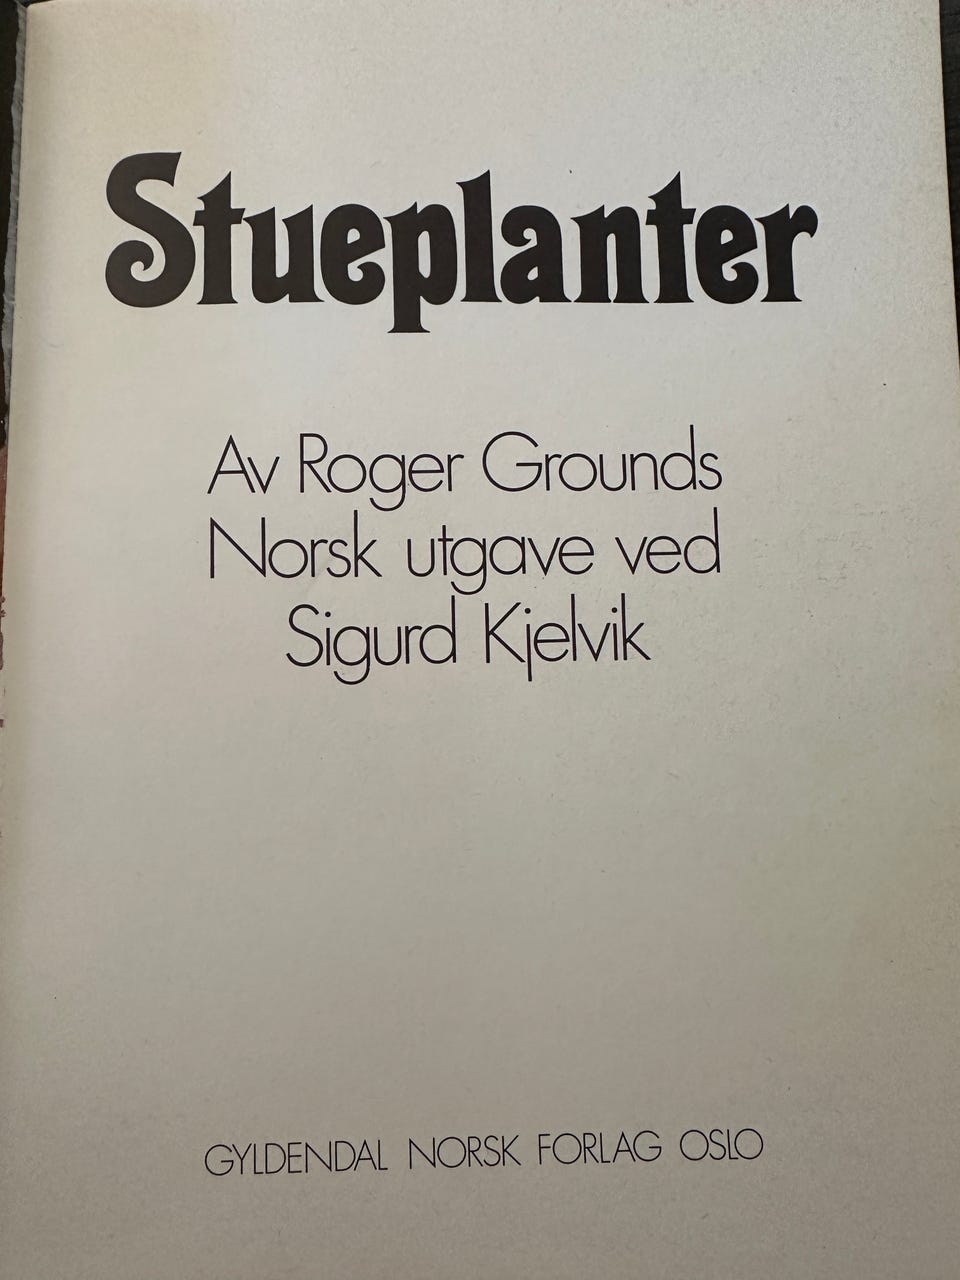 Stueplanter
Av Roger Grounds
Norsk utgave ved
Sigurd Kjelvik
GYLDENDAL NORSK FORLAG OSLO